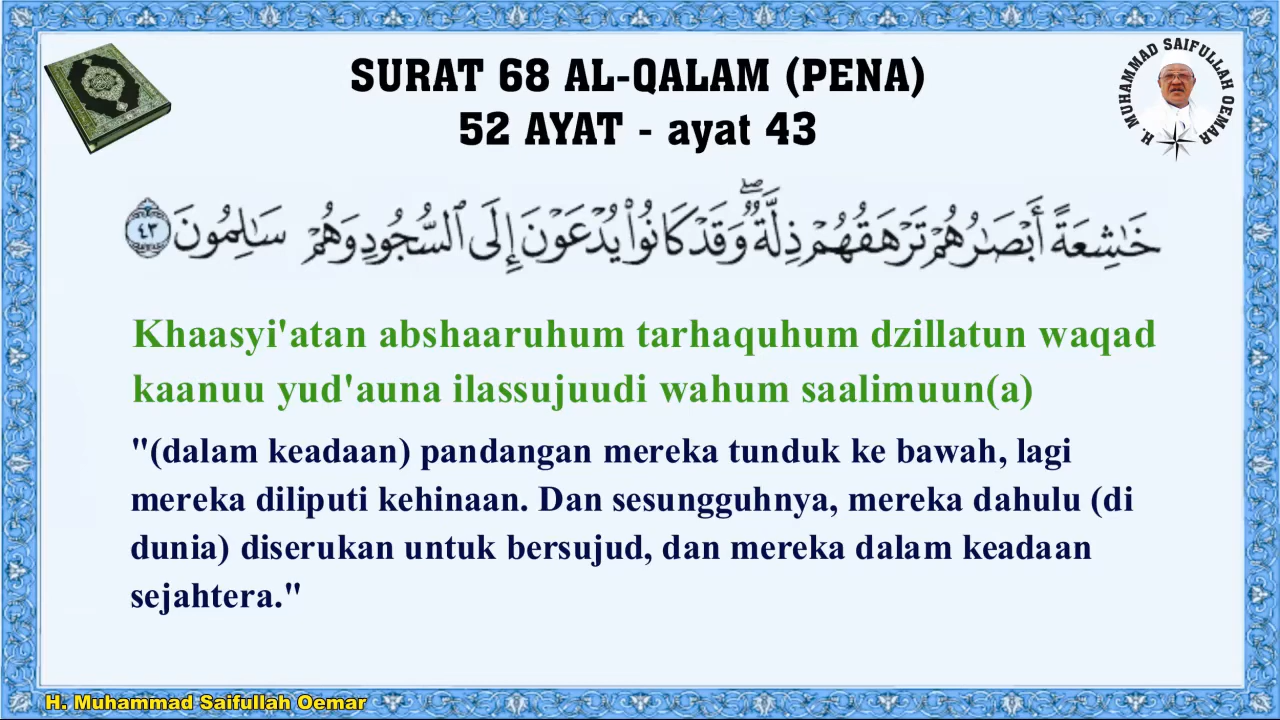 SURAT 68 AL-QALAM (PENA)
52 AYAT - ayat 43
H. MUHAMMAD SAIFULLAH OEMAR
خَٰشِعَةً أَبْصَٰرُهُمْ تَرْهَقُهُمْ ذِلَّةٌۖ وَقَدْ كَانُوا۟ يُدْعَوْنَ إِلَى ٱلسُّجُودِ وَهُمْ سَٰلِمُونَ ٤٣
Khaasyi'atan abshaaruhum tarhaquhum dzillatun waqad
kaanuu yud'auna ilassujuudi wahum saalimuun(a)
"(dalam keadaan) pandangan mereka tunduk ke bawah, lagi
mereka diliputi kehinaan. Dan sesungguhnya, mereka dahulu (di
dunia) diserukan untuk bersujud, dan mereka dalam keadaan
sejahtera."
H. Muhammad Saifullah Oemar